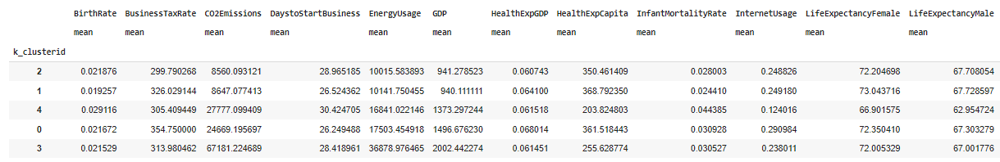 BirthRate BusinessTaxRate CO2Emissions DaystoStartBusiness EnergyUsage GDP HealthExpGDP HealthExpCapita InfantMortalityRate InternetUsage LifeExpectancyFemale LifeExpectancyMale
mean mean mean mean mean mean mean mean mean mean mean mean
k_clusterid
2 0.021876 299.790268 8560.093121 28.965185 10015.583893 941.278523 0.060743 350.461409 0.028003 0.248826 72.204698 67.708054
1 0.019257 326.029144 8647.077413 26.524362 10141.750455 940.111111 0.064100 368.792350 0.024410 0.249180 73.043716 67.728597
4 0.029116 305.409449 27777.099409 30.424705 16841.022146 1373.297244 0.061518 203.824803 0.044385 0.124016 66.901575 62.954724
0 0.021672 354.750000 24669.195697 26.249488 17503.454918 1496.676230 0.068014 361.518443 0.030928 0.290984 72.350410 67.303279
3 0.021529 313.980462 67181.224689 28.418961 36878.976465 2002.442274 0.061451 255.628774 0.030527 0.238011 72.005329 67.001776